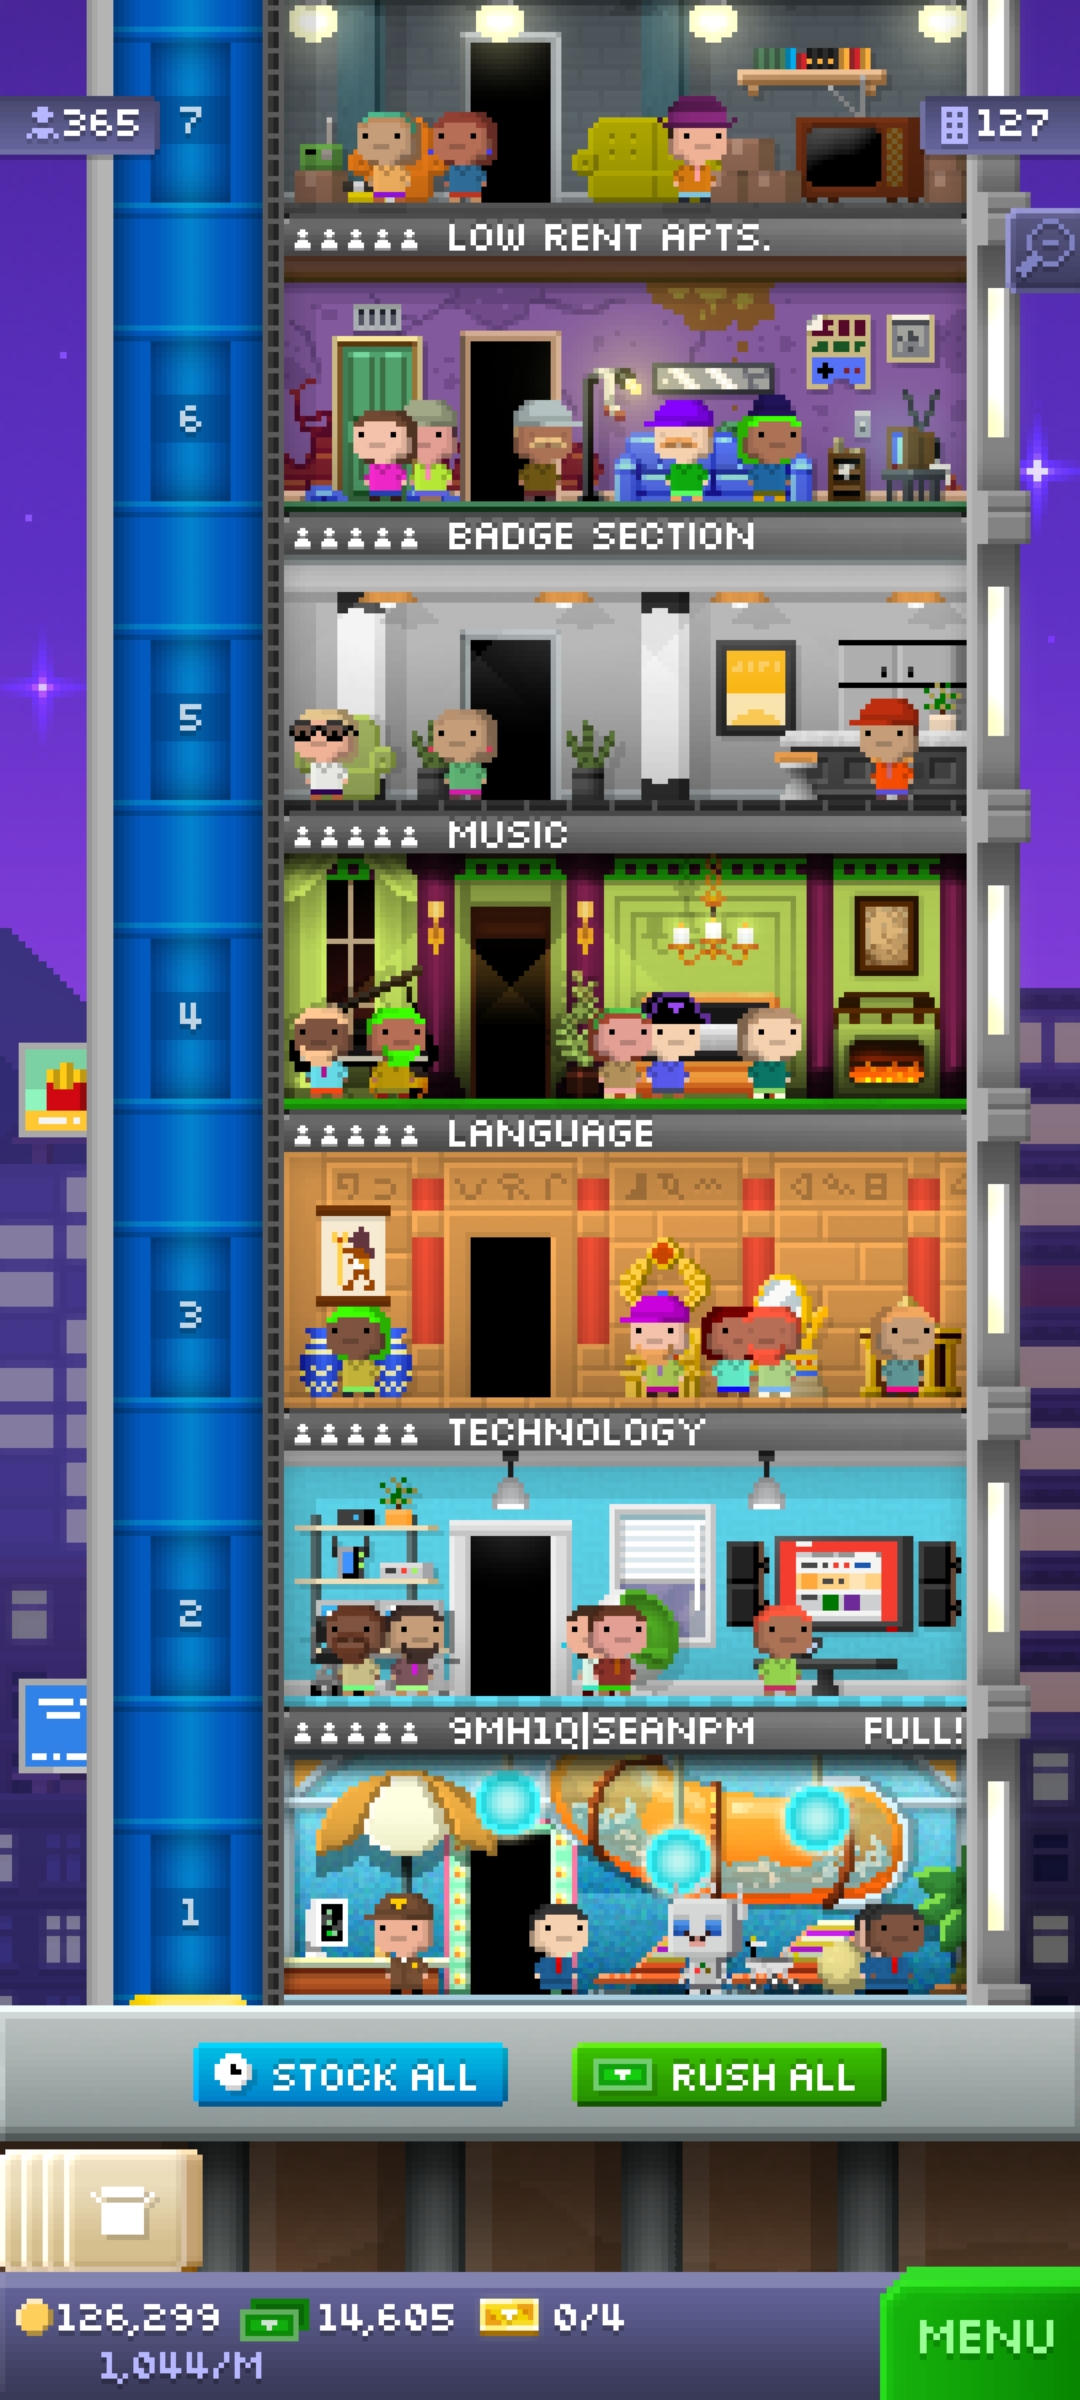 365
7
127
LOW RENT APTS.
6
BADGE SECTION
5
MUSIC
4
LANGUAGE
3
TECHNOLOGY
2
9MH1Q|SEANPM FULL!
1
STOCK ALL
RUSH ALL
126,299 14,605 0/4
1,044/M
MENU